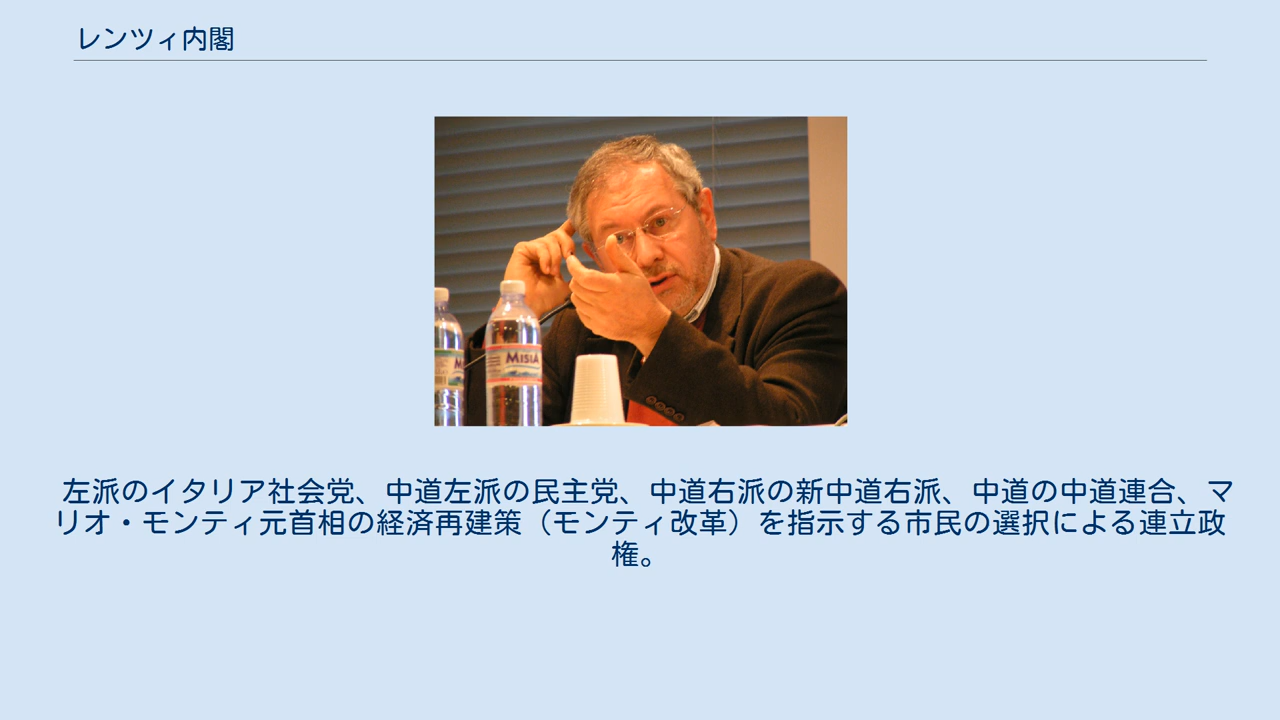 レンツィ内閣
MISIA
左派のイタリア社会党、中道左派の民主党、中道右派の新中道右派、中道の中道連合、マ
リオ・モンティ元首相の経済再建策（モンティ改革）を指示する市民の選択による連立政
権。